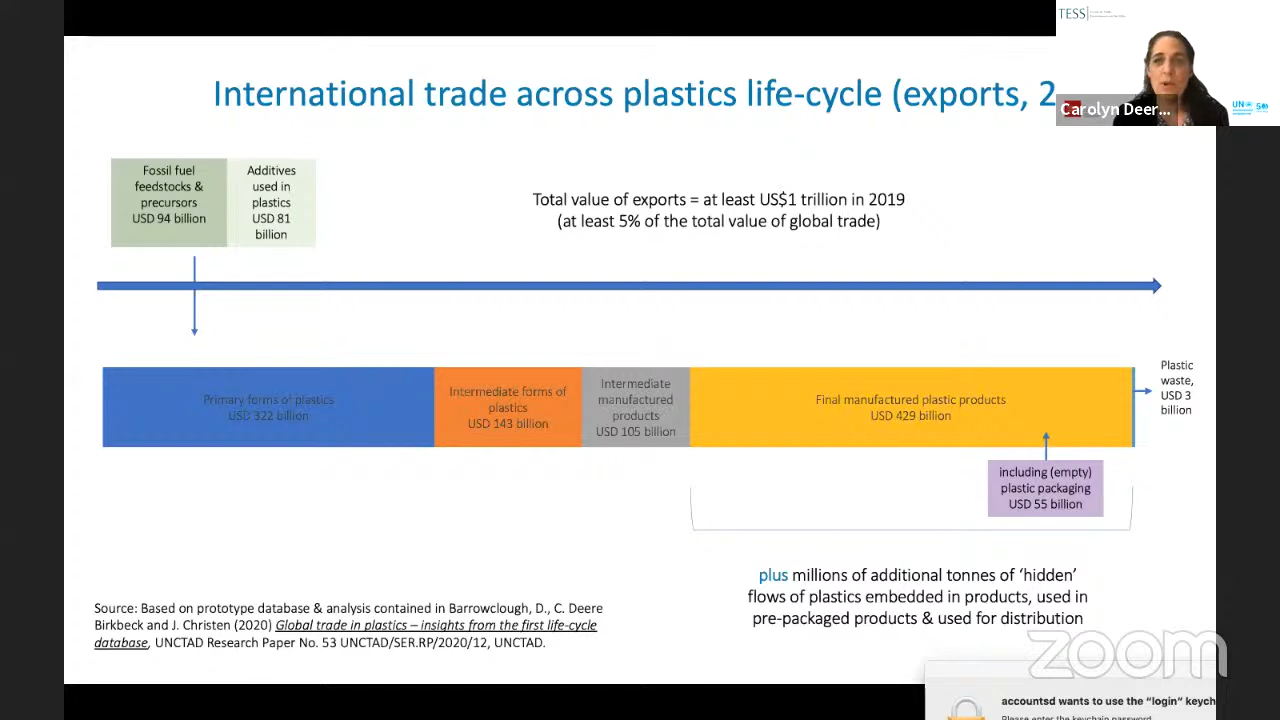 TESS
International trade across plastics life-cycle (exports, 2
Carolyn Deer...
UN
Fossil fuel
feedstocks &
precursors
USD 94 billion
Additives
used in
plastics
USD 81
billion
Total value of exports = at least US$1 trillion in 2019
(at least 5% of the total value of global trade)
Primary forms of plastics
USD 322 billion
Intermediate forms of
plastics
USD 143 billion
Intermediate
manufactured
products
USD 105 billion
Final manufactured plastic products
USD 429 billion
Plastic
waste,
USD 3
billion
including (empty)
plastic packaging
USD 55 billion
plus millions of additional tonnes of ‘hidden’
flows of plastics embedded in products, used in
pre-packaged products & used for distribution
Source: Based on prototype database & analysis contained in Barrowclough, D., C. Deere
Birkbeck and J. Christen (2020) Global trade in plastics – insights from the first life-cycle
database, UNCTAD Research Paper No. 53 UNCTAD/SER.RP/2020/12, UNCTAD.
zoom
accountsd wants to use the “login” keych
Please enter the keychain password